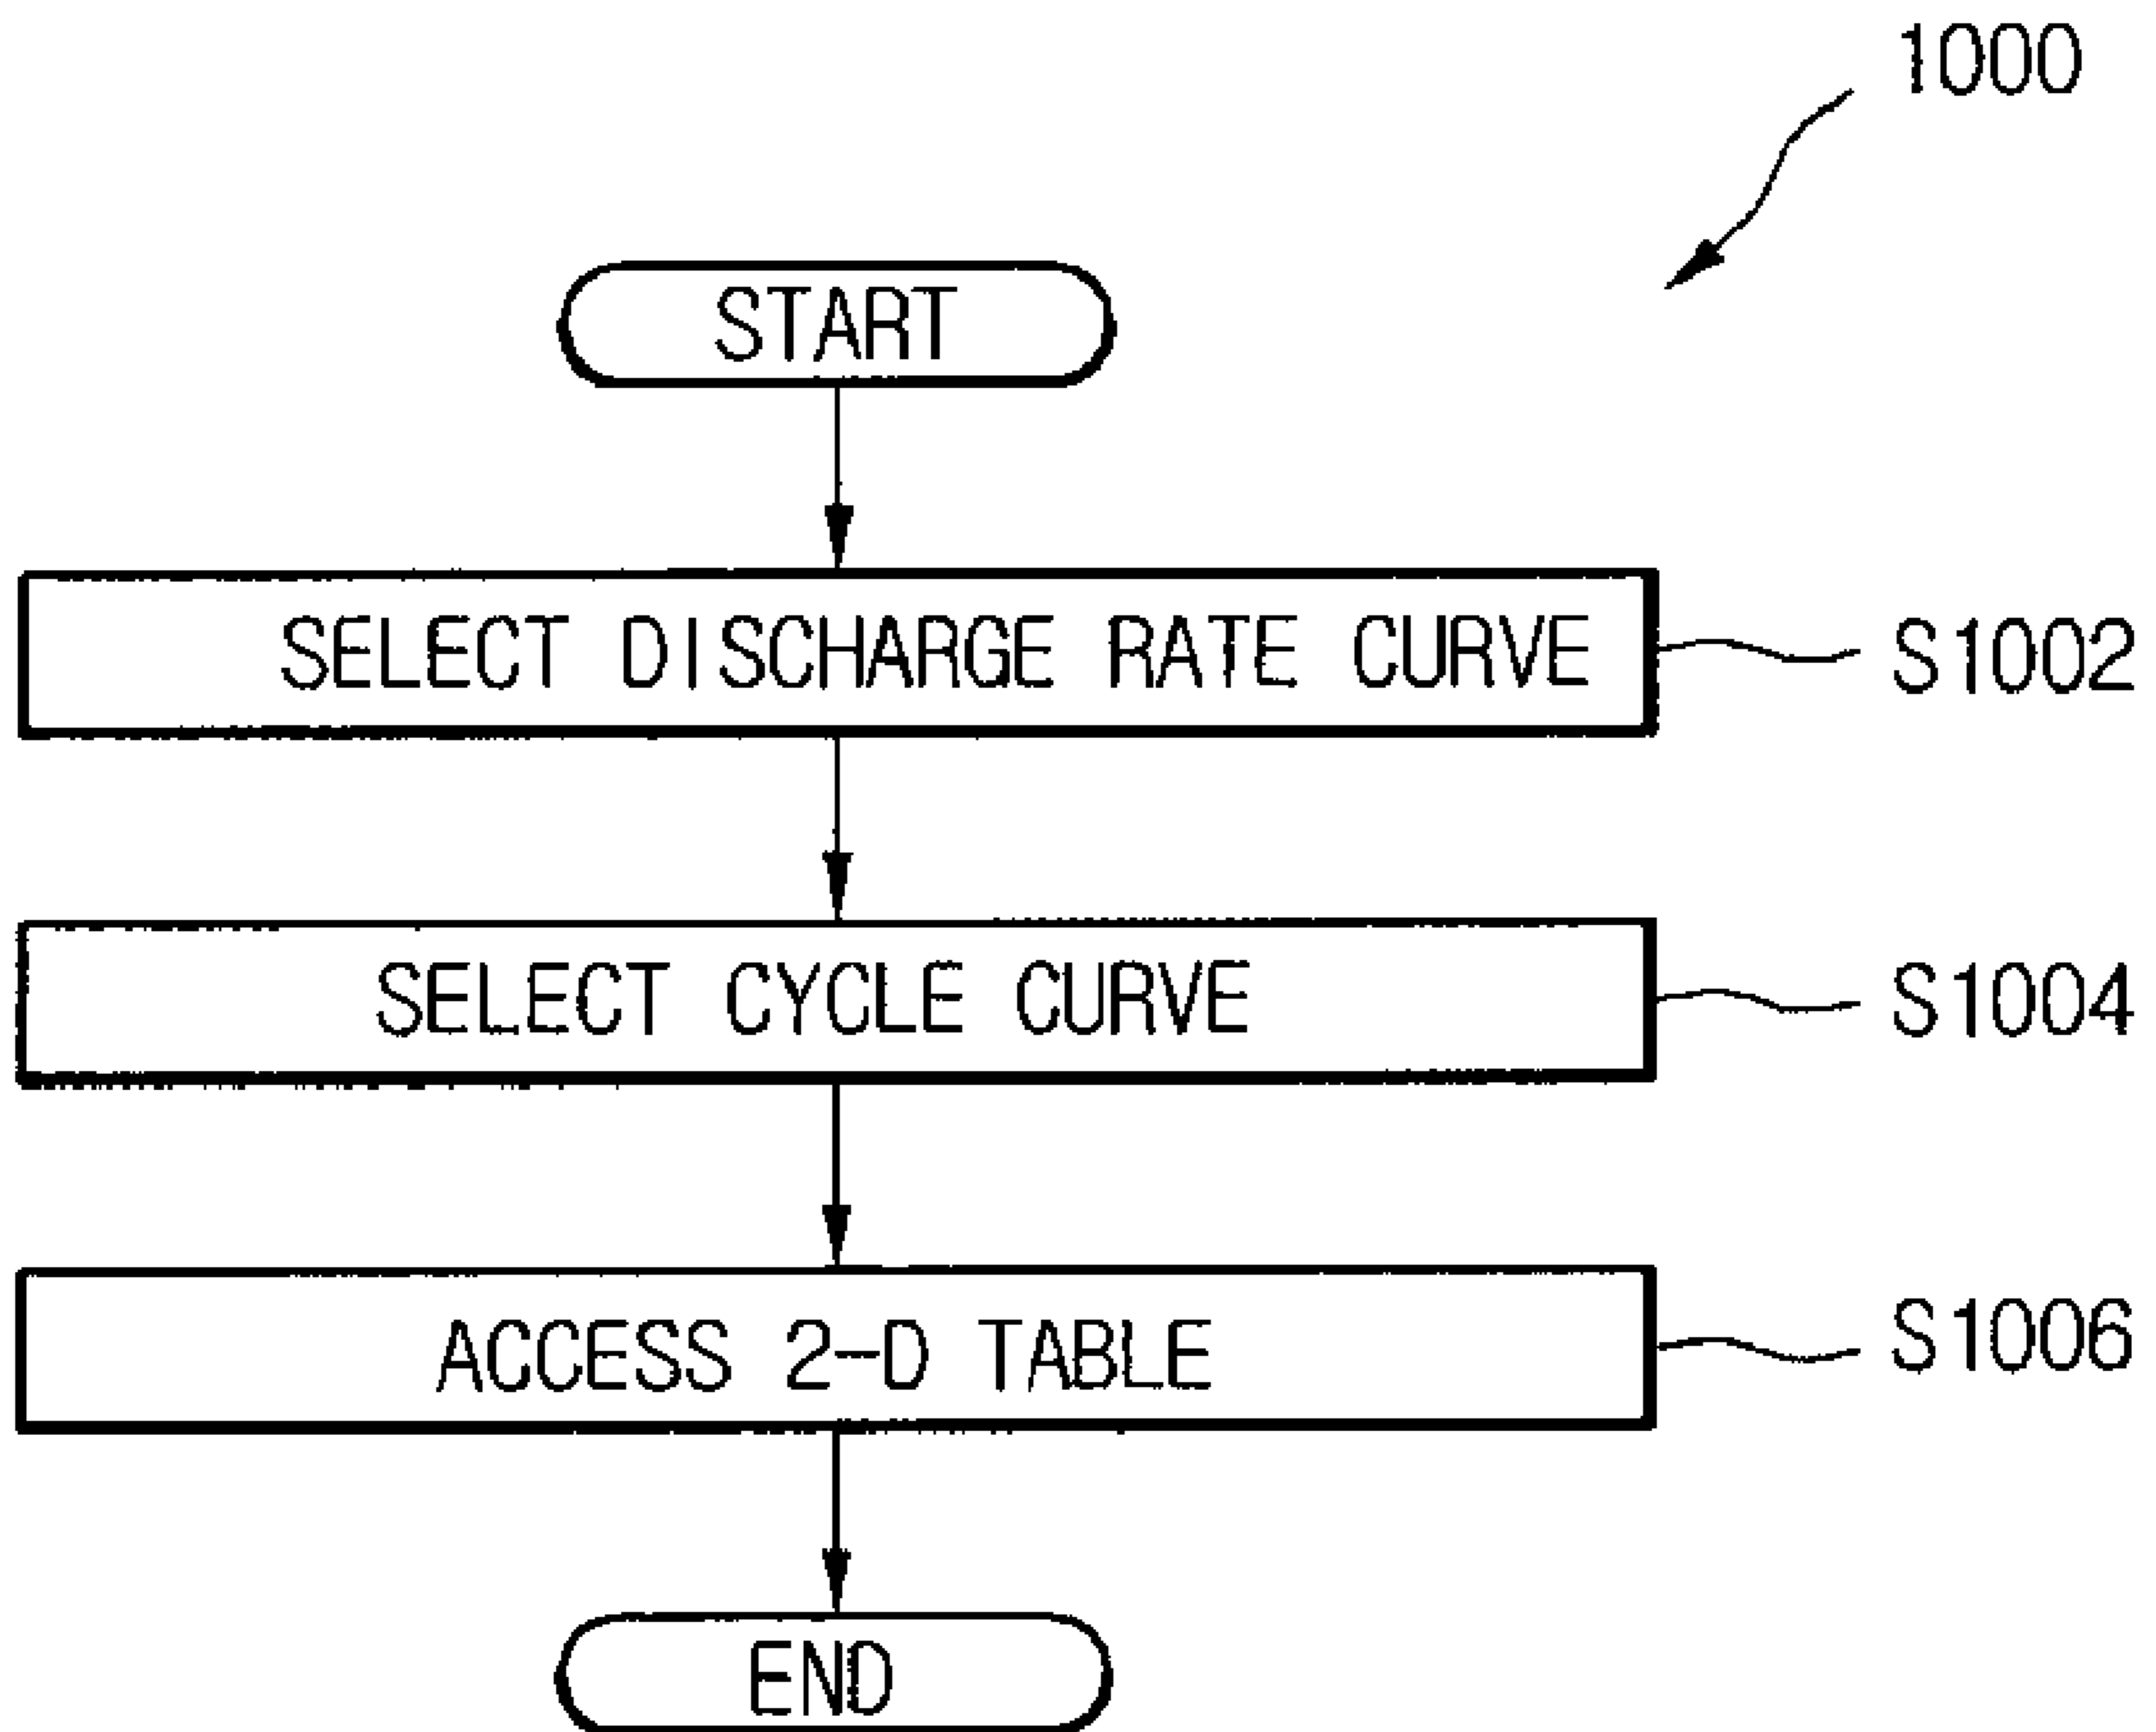 1000
START
SELECT DISCHARGE RATE CURVE
S1002
SELECT CYCLE CURVE
S1004
ACCESS 2-D TABLE
S1006
END